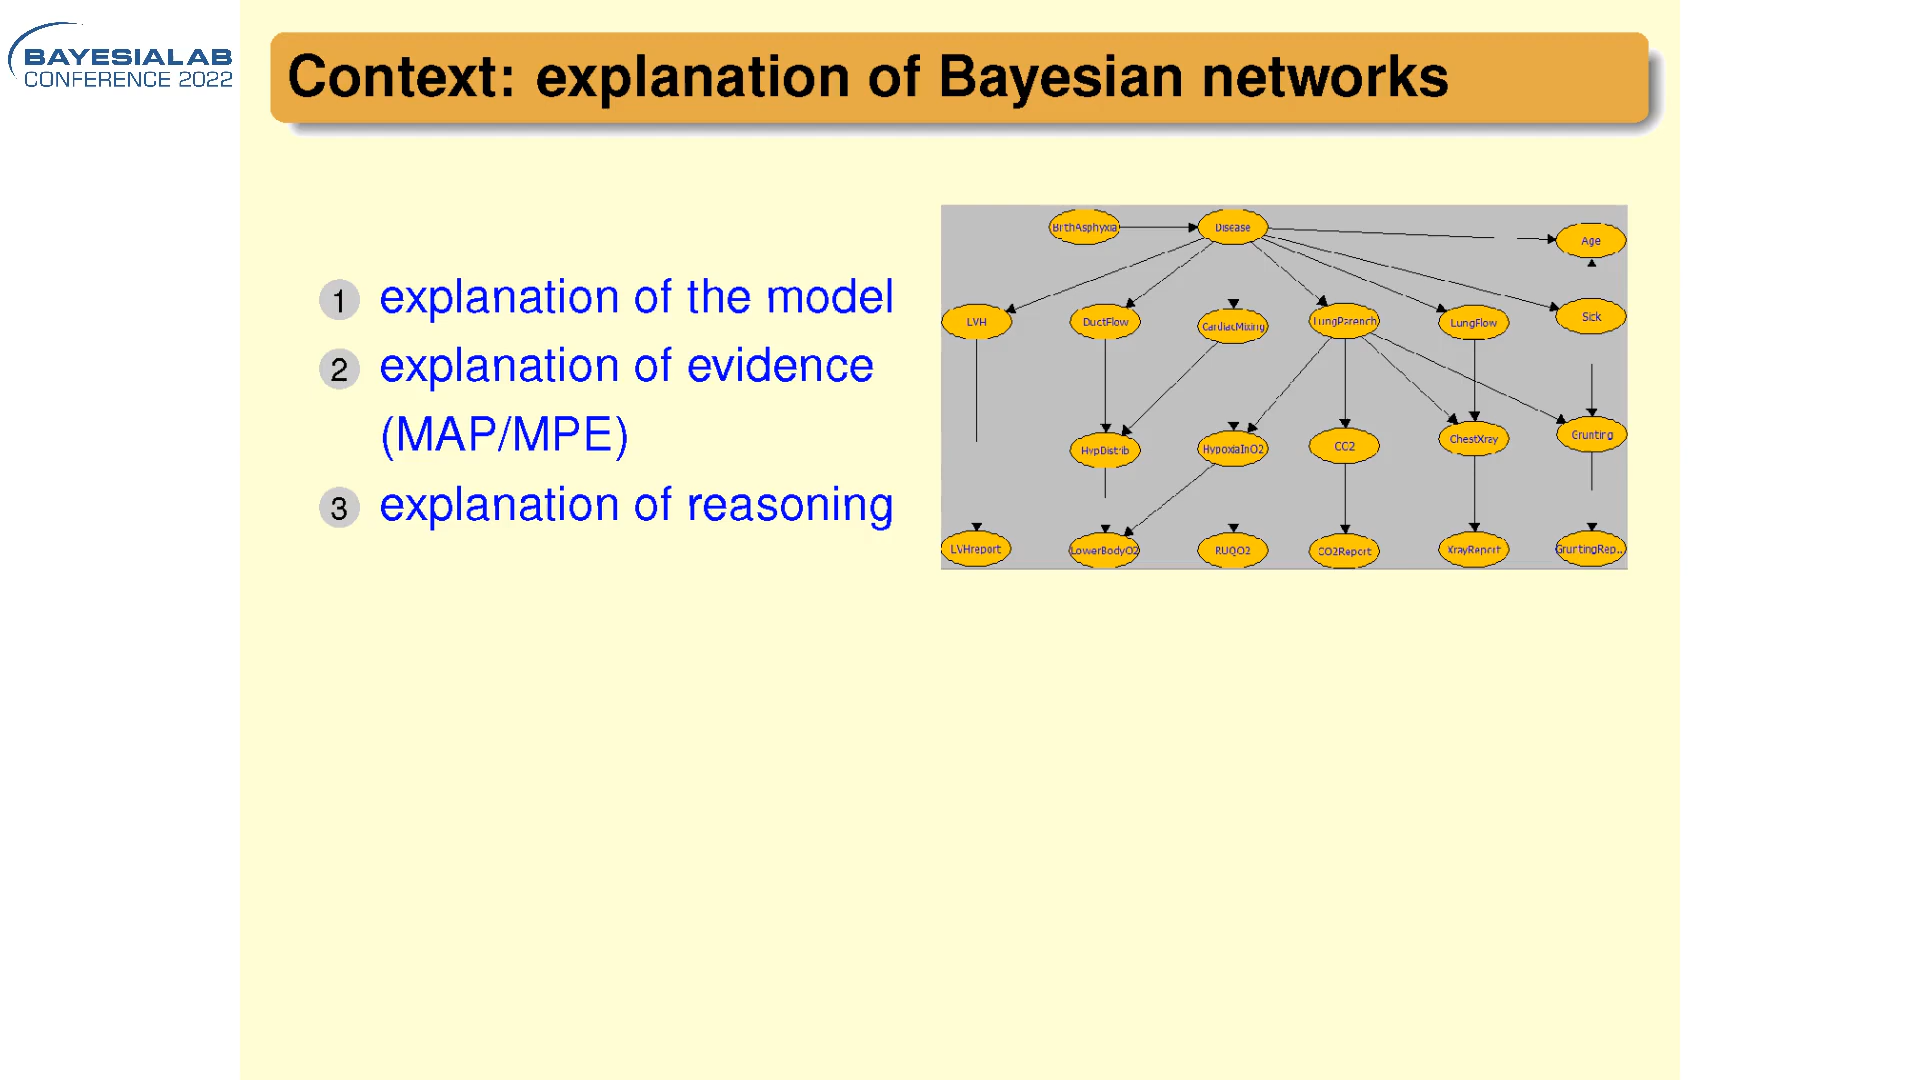 BAYESIALAB
CONFERENCE 2022
Context: explanation of Bayesian networks
1 explanation of the model
2 explanation of evidence
(MAP/MPE)
3 explanation of reasoning
BirthAsphyxia
Disease
Age
LVH
DuctFlow
CardiacMixing
LungParench
LungFlow
Sick
HypDistrib
HypoxiaInO2
CO2
ChestXray
Grunting
LVHreport
LowerBodyO2
RUQO2
CO2Report
XrayReport
GruntingRep...